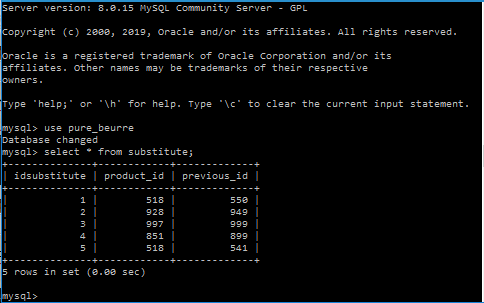 Server version: 8.0.15 MySQL Community Server - GPL
Copyright (c) 2000, 2019, Oracle and/or its affiliates. All rights reserved.
Oracle is a registered trademark of Oracle Corporation and/or its
affiliates. Other names may be trademarks of their respective
owners.
Type 'help;' or '\h' for help. Type '\c' to clear the current input statement.
mysql> use pure_beurre
Database changed
mysql> select * from substitute;
+--------------+------------+-------------+
| idsubstitute | product_id | previous_id |
+--------------+------------+-------------+
|            1 |        518 |         550 |
|            2 |        928 |         949 |
|            3 |        997 |         999 |
|            4 |        851 |         899 |
|            5 |        518 |         541 |
+--------------+------------+-------------+
5 rows in set (0.00 sec)
mysql>